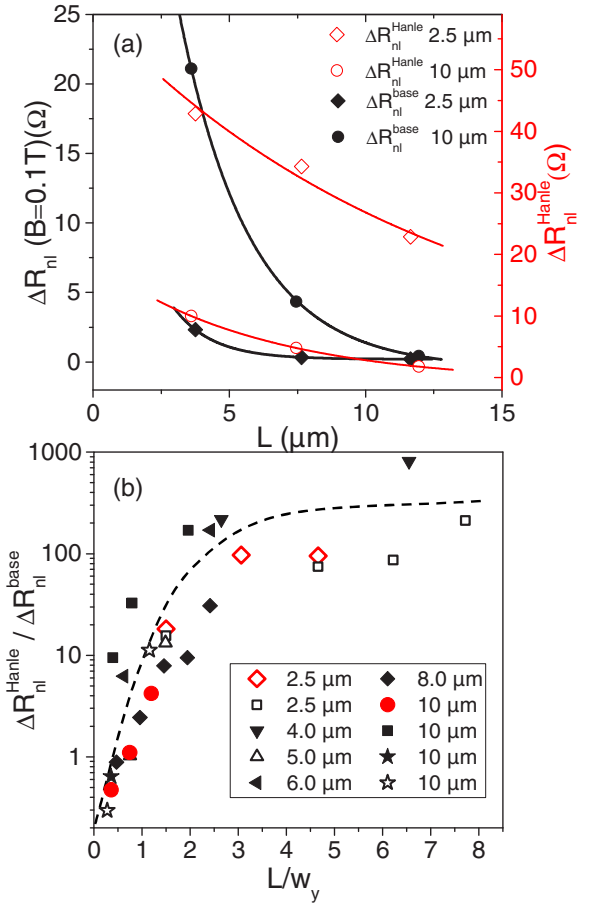 (a)
ΔR_nl^Hanle 2.5 μm
ΔR_nl^Hanle 10 μm
ΔR_nl^base 2.5 μm
ΔR_nl^base 10 μm
25
20
15
10
5
0
ΔR_nl (B=0.1T)(Ω)
50
40
30
20
10
0
ΔR_nl^Hanle(Ω)
0 5 10 15
L (μm)
(b)
1000
100
10
1
ΔR_nl^Hanle / ΔR_nl^base
2.5 μm 8.0 μm
2.5 μm 10 μm
4.0 μm 10 μm
5.0 μm 10 μm
6.0 μm 10 μm
0 1 2 3 4 5 6 7 8
L/w_y